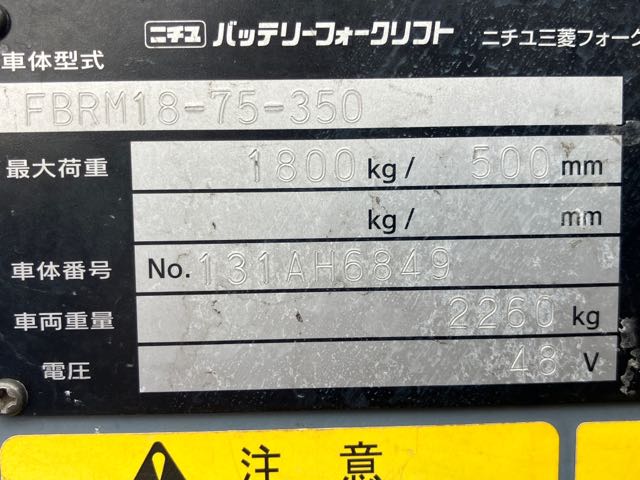 ニチユ バッテリーフォークリフト ニチユ三菱フォーク
車体型式
FBRM18-75-350
最大荷重 1800 kg/ 500 mm
kg/ mm
車体番号 No. 131AH6849
車両重量 2260 kg
電圧 48 V
注意